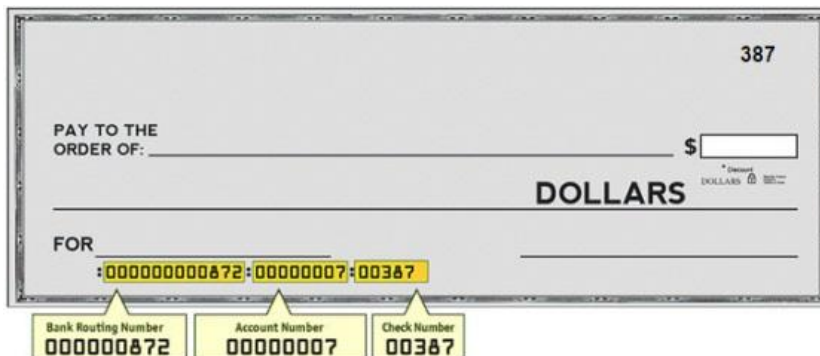 387
PAY TO THE
ORDER OF:
$
DOLLARS
DOLLARS
FOR
:000000000872:00000007:00387
Bank Routing Number
Account Number
Check Number
000000872
00000007
00387